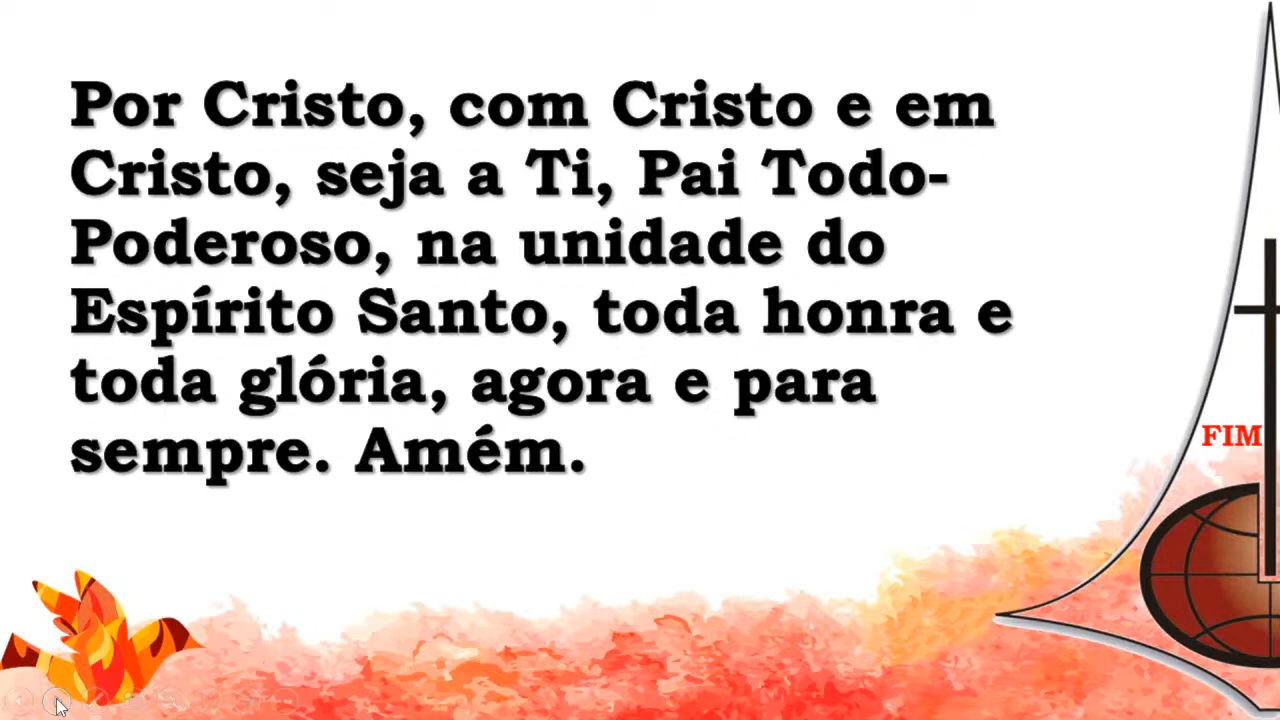 Por Cristo, com Cristo e em
Cristo, seja a Ti, Pai Todo-
Poderoso, na unidade do
Espírito Santo, toda honra e
toda glória, agora e para
sempre. Amém.
FIM